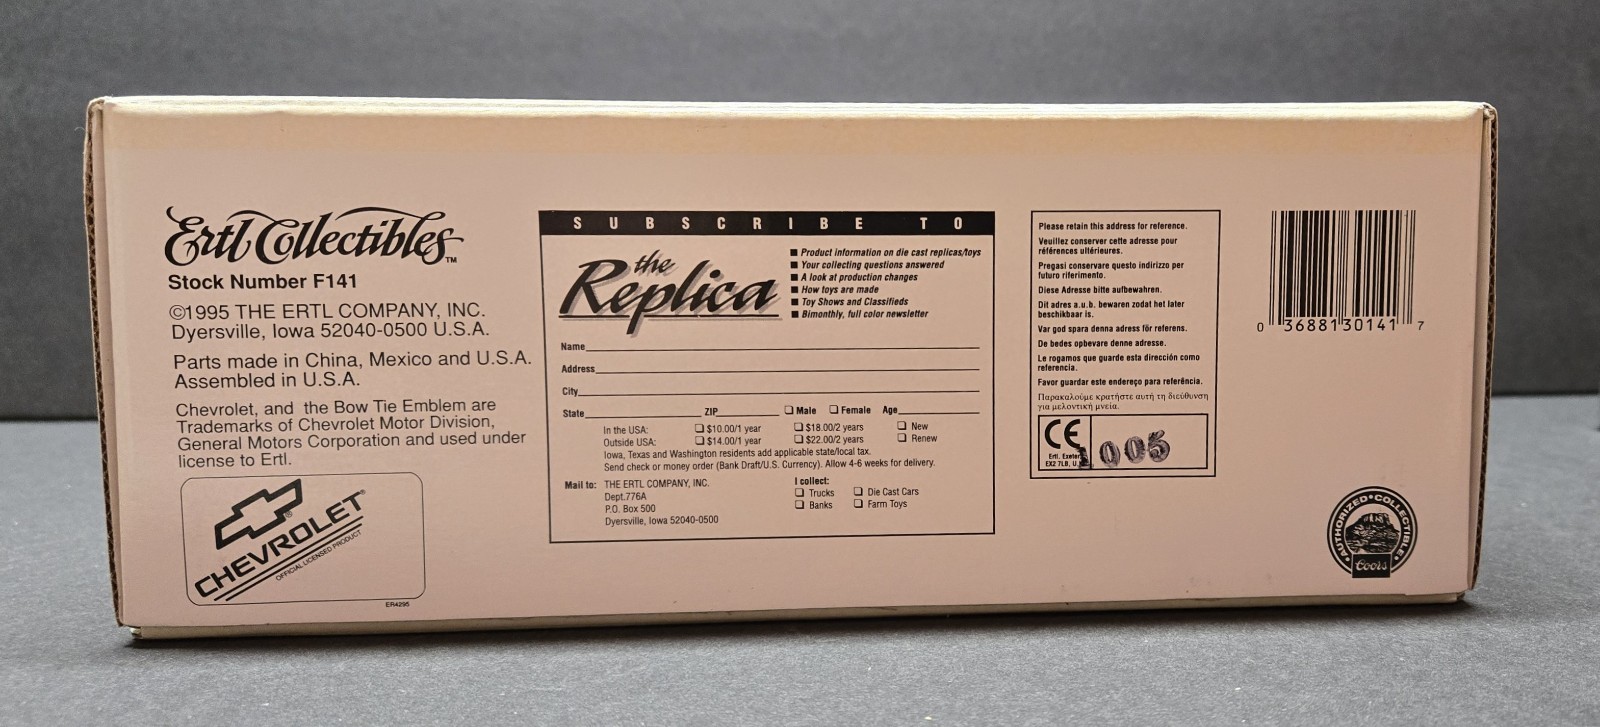 Ertl Collectibles™
Stock Number F141
©1995 THE ERTL COMPANY, INC.
Dyersville, Iowa 52040-0500 U.S.A.
Parts made in China, Mexico and U.S.A.
Assembled in U.S.A.
Chevrolet, and the Bow Tie Emblem are
Trademarks of Chevrolet Motor Division,
General Motors Corporation and used under
license to Ertl.
®
CHEVROLET®
OFFICIAL LICENSED PRODUCT
ER4295
SUBSCRIBE TO
the
Replica
■ Product information on die cast replicas/toys
■ Your collecting questions answered
■ A look at production changes
■ How toys are made
■ Toy Shows and Classifieds
■ Bimonthly, full color newsletter
Name
Address
City
State ZIP ❑ Male ❑ Female Age
In the USA: ❑ $10.00/1 year ❑ $18.00/2 years ❑ New
Outside USA: ❑ $14.00/1 year ❑ $22.00/2 years ❑ Renew
Iowa, Texas and Washington residents add applicable state/local tax.
Send check or money order (Bank Draft/U.S. Currency). Allow 4-6 weeks for delivery.
Mail to: THE ERTL COMPANY, INC.
Dept.776A
P.O. Box 500
Dyersville, Iowa 52040-0500
I collect:
❑ Trucks ❑ Die Cast Cars
❑ Banks ❑ Farm Toys
Please retain this address for reference.
Veuillez conserver cette adresse pour
références ultérieures.
Pregasi conservare questo indirizzo per
futuro riferimento.
Diese Adresse bitte aufbewahren.
Dit adres a.u.b. bewaren zodat het later
beschikbaar is.
Var god spara denna adress för referens.
De bedes opbevare denne adresse.
Le rogamos que guarde esta dirección como
referencia.
Favor guardar este endereço para referência.
Παρακαλούμε κρατήστε αυτή τη διεύθυνση
για μελοντική μνεία.
CE
Ertl. Exeter
EX2 7LB, U.
1005
0 36881 30141 7
AUTHORIZED•COLLECTIBLE•
Coors